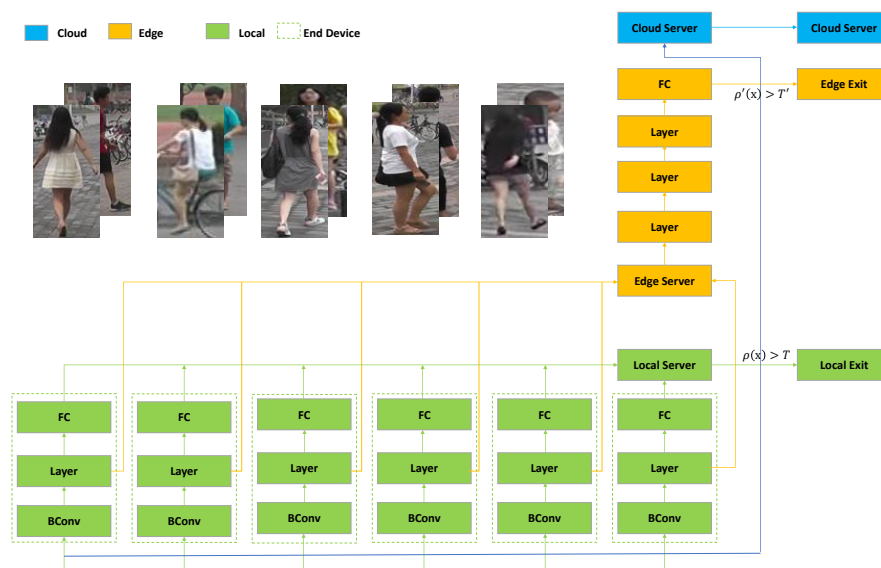 Cloud
Edge
Local
End Device
Cloud Server
Cloud Server
FC
ρ′(x) > T′
Edge Exit
Layer
Layer
Layer
Edge Server
ρ(x) > T
Local Server
Local Exit
FC
FC
FC
FC
FC
FC
Layer
Layer
Layer
Layer
Layer
Layer
BConv
BConv
BConv
BConv
BConv
BConv